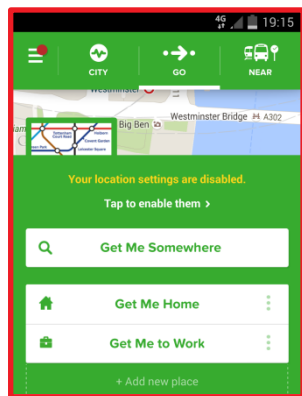 4G 19:15
CITY GO NEAR
Westminster
Westminster Bridge A302
Big Ben
Your location settings are disabled.
Tap to enable them >
Get Me Somewhere
Get Me Home
Get Me to Work
+ Add new place